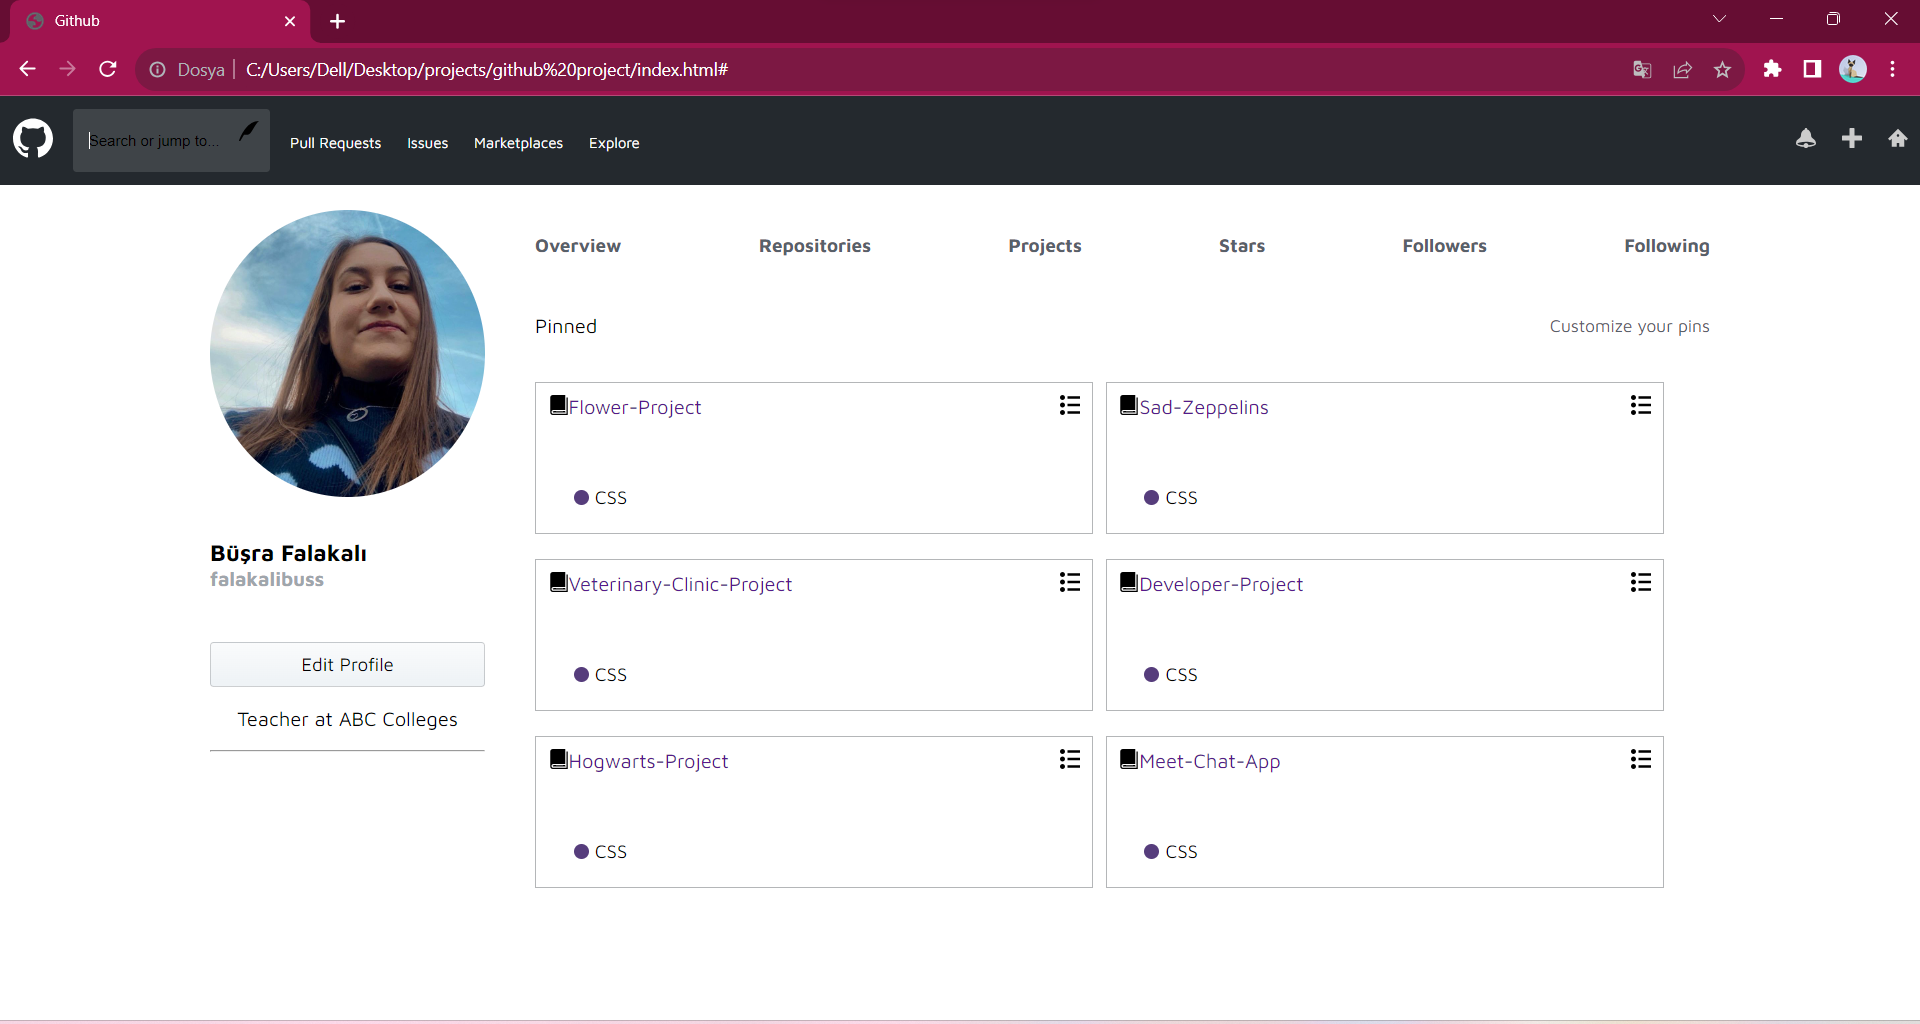 Github
Dosya | C:/Users/Dell/Desktop/projects/github%20project/index.html#
Search or jump to... Pull Requests Issues Marketplaces Explore
Overview Repositories Projects Stars Followers Following
Pinned Customize your pins
Flower-Project
CSS
Sad-Zeppelins
CSS
Büşra Falakalı
falakalibuss
Edit Profile
Teacher at ABC Colleges
Veterinary-Clinic-Project
CSS
Developer-Project
CSS
Hogwarts-Project
CSS
Meet-Chat-App
CSS